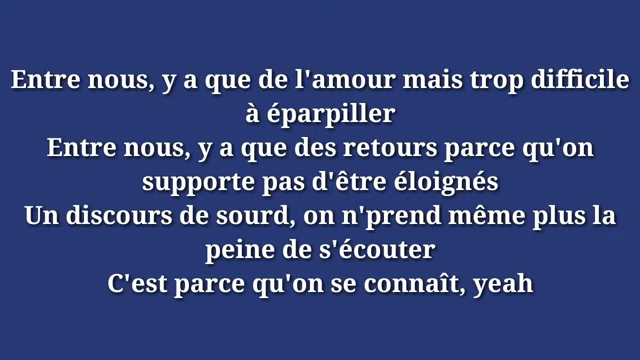 Entre nous, y a que de l'amour mais trop difficile
à éparpiller
Entre nous, y a que des retours parce qu'on
supporte pas d'être éloignés
Un discours de sourd, on n'prend même plus la
peine de s'écouter
C'est parce qu'on se connaît, yeah